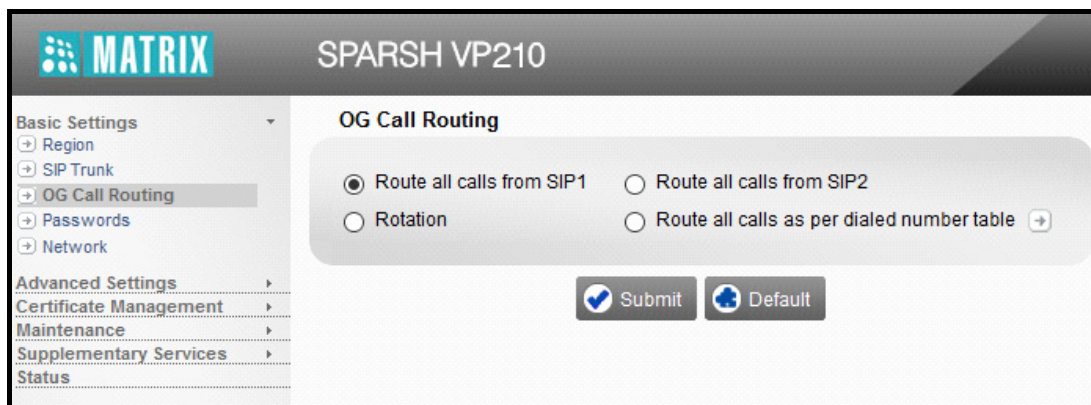 MATRIX
SPARSH VP210
Basic Settings
Region
SIP Trunk
OG Call Routing
Passwords
Network
Advanced Settings
Certificate Management
Maintenance
Supplementary Services
Status
OG Call Routing
Route all calls from SIP1
Route all calls from SIP2
Rotation
Route all calls as per dialed number table
Submit
Default